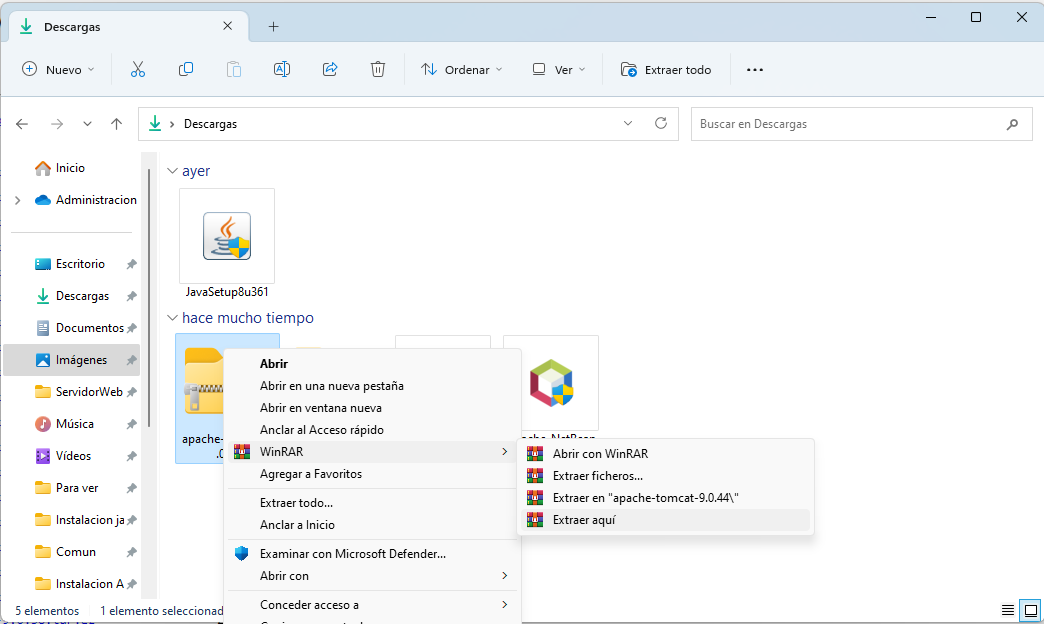 Descargas
Nuevo
Ordenar
Ver
Extraer todo
Descargas
Buscar en Descargas
Inicio
Administracion
Escritorio
Descargas
Documentos
Imágenes
ServidorWeb
Música
Vídeos
Para ver
Instalacion ja
Comun
Instalacion A
ayer
JavaSetup8u361
hace mucho tiempo
apache-
.0
Abrir
Abrir en una nueva pestaña
Abrir en ventana nueva
Anclar al Acceso rápido
WinRAR
Agregar a Favoritos
Extraer todo...
Anclar a Inicio
Examinar con Microsoft Defender...
Abrir con
Conceder acceso a
Abrir con WinRAR
Extraer ficheros...
Extraer en "apache-tomcat-9.0.44\"
Extraer aquí
5 elementos
1 elemento seleccionad